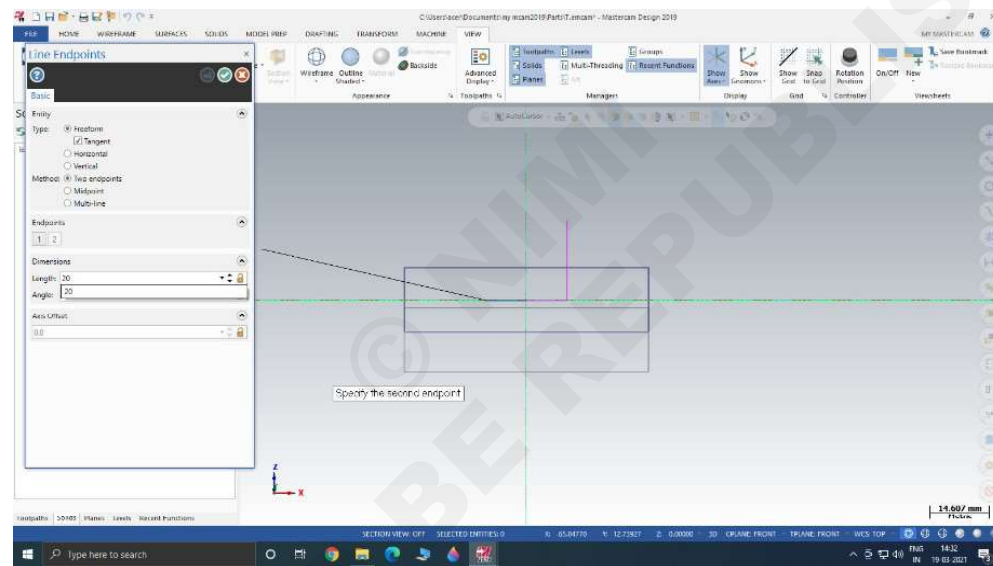 C:\Users\acer\Documents\my mcam2019\Parts\T.emcam* - Mastercam Design 2019
FILE HOME WIREFRAME SURFACES SOLIDS MODEL PREP DRAFTING TRANSFORM MACHINE VIEW MY MASTERCAM
Line Endpoints
Basic
Entity
Type: Freeform
Tangent
Horizontal
Vertical
Method: Two endpoints
Midpoint
Multi-line
Endpoints
1 2
Dimensions
Length: 20
Angle: 20
Axis Offset
0.0
Wireframe Outline Shaded Material
Backside
Appearance
Advanced Display
Toolpaths
Toolpaths Levels Groups
Solids Multi-Threading Recent Functions
Planes Art
Managers
Show Axes Show Gnomons
Display
Show Grid Snap to Grid
Grid
Rotation Position
Controller
On/Off New
Save Bookmark
Viewsheets
AutoCursor
Specify the second endpoint
Z
X
14.607 mm
Metric
Toolpaths Solids Planes Levels Recent Functions
SECTION VIEW: OFF SELECTED ENTITIES: 0 X: -65.04770 Y: 12.73927 Z: 0.00000 3D CPLANE: FRONT TPLANE: FRONT WCS: TOP
Type here to search
ENG 14:32
IN 19-03-2021
© NIMI
BE REPUBLIS